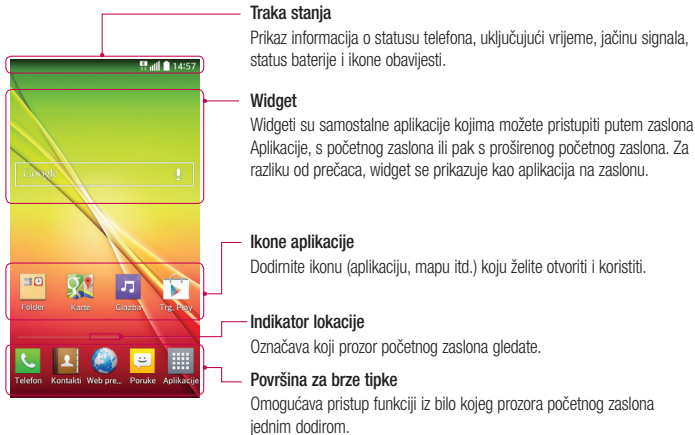 Traka stanja
Prikaz informacija o statusu telefona, uključujući vrijeme, jačinu signala,
status baterije i ikone obavijesti.
14:57
Widget
Widgeti su samostalne aplikacije kojima možete pristupiti putem zaslona
Aplikacije, s početnog zaslona ili pak s proširenog početnog zaslona. Za
razliku od prečaca, widget se prikazuje kao aplikacija na zaslonu.
Google
Ikone aplikacije
Dodirnite ikonu (aplikaciju, mapu itd.) koju želite otvoriti i koristiti.
Folder Karte Glazba Trg. Play
Indikator lokacije
Označava koji prozor početnog zaslona gledate.
Telefon Kontakti Web pre... Poruke Aplikacije
Površina za brze tipke
Omogućava pristup funkciji iz bilo kojeg prozora početnog zaslona
jednim dodirom.